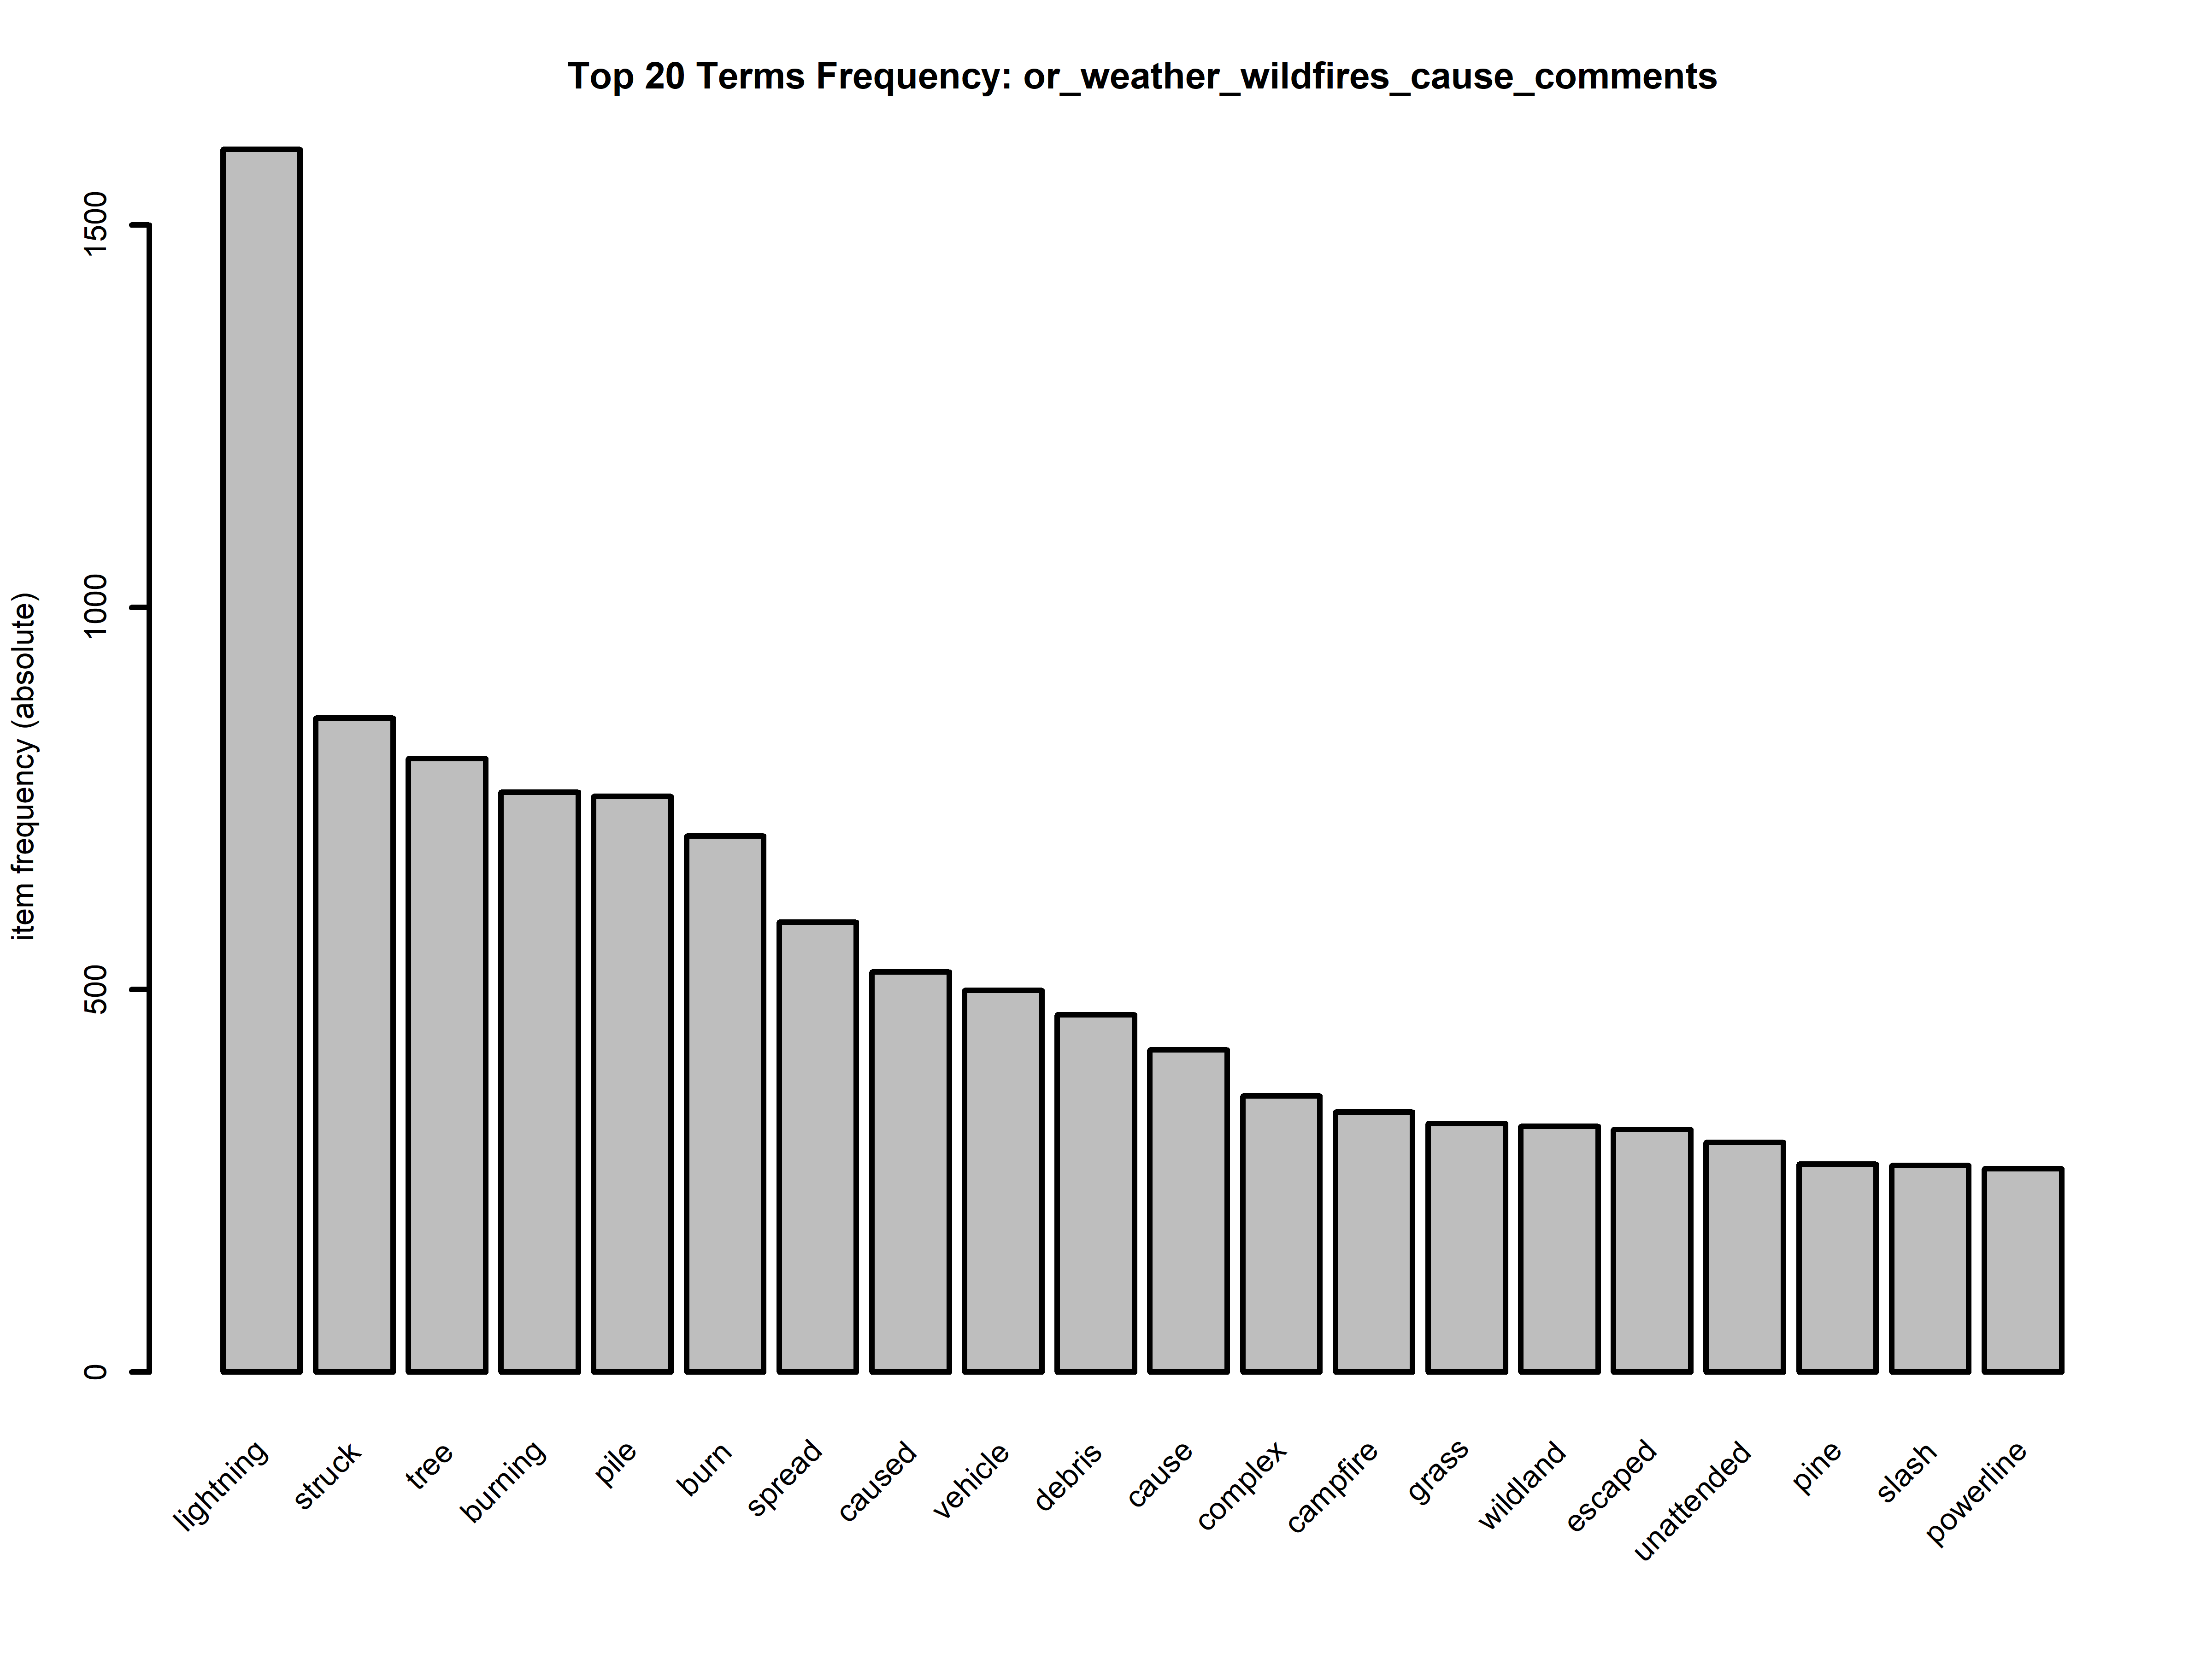 Top 20 Terms Frequency: or_weather_wildfires_cause_comments
item frequency (absolute)
1500
1000
500
0
lightning
struck
tree
burning
pile
burn
spread
caused
vehicle
debris
cause
complex
campfire
grass
wildland
escaped
unattended
pine
slash
powerline